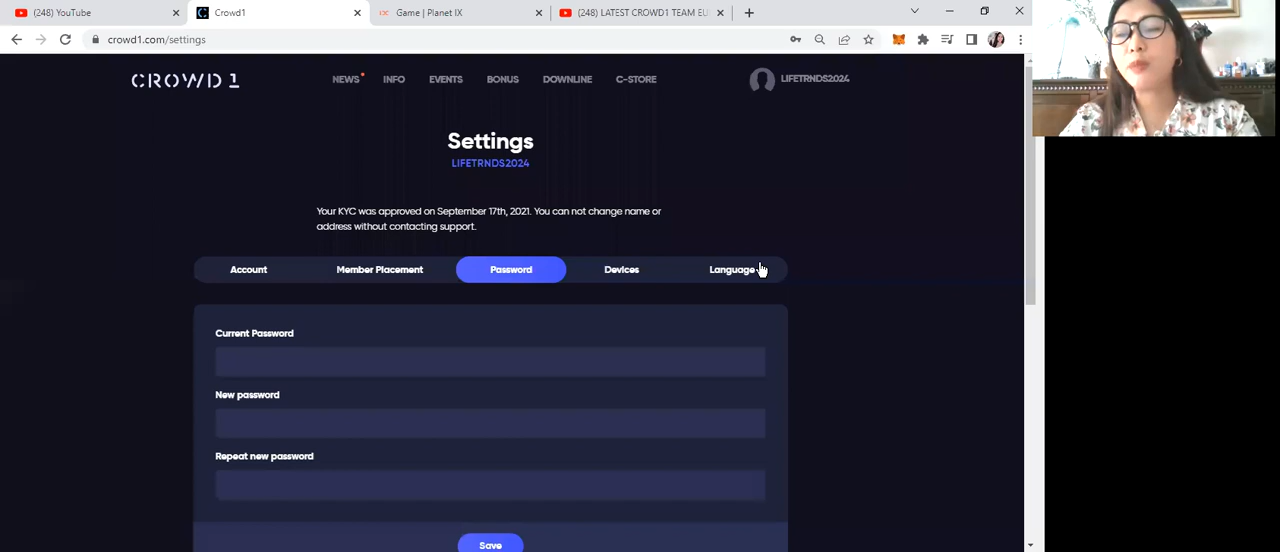 (248) YouTube
Crowd1
Game | Planet IX
(248) LATEST CROWD1 TEAM EU
crowd1.com/settings
CROWD1
NEWS INFO EVENTS BONUS DOWNLINE C-STORE LIFETRNDS2024
Settings
LIFETRNDS2024
Your KYC was approved on September 17th, 2021. You can not change name or
address without contacting support.
Account Member Placement Password Devices Language
Current Password
New password
Repeat new password
Save